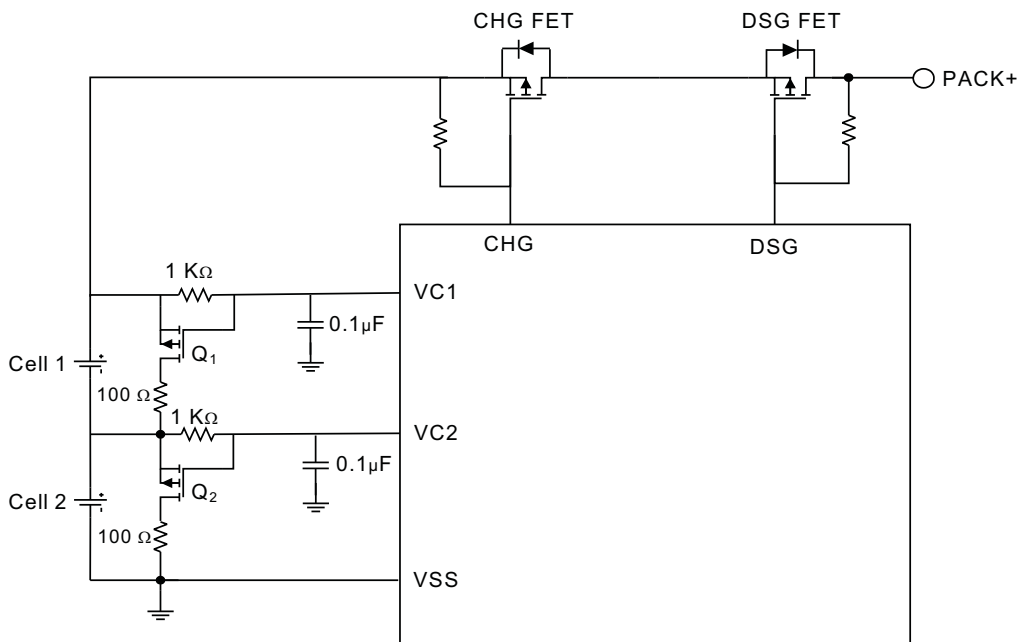 CHG FET
DSG FET
PACK+
CHG
DSG
1 KΩ
VC1
0.1µF
Q1
Cell 1
100 Ω
1 KΩ
VC2
0.1µF
Q2
Cell 2
100 Ω
VSS